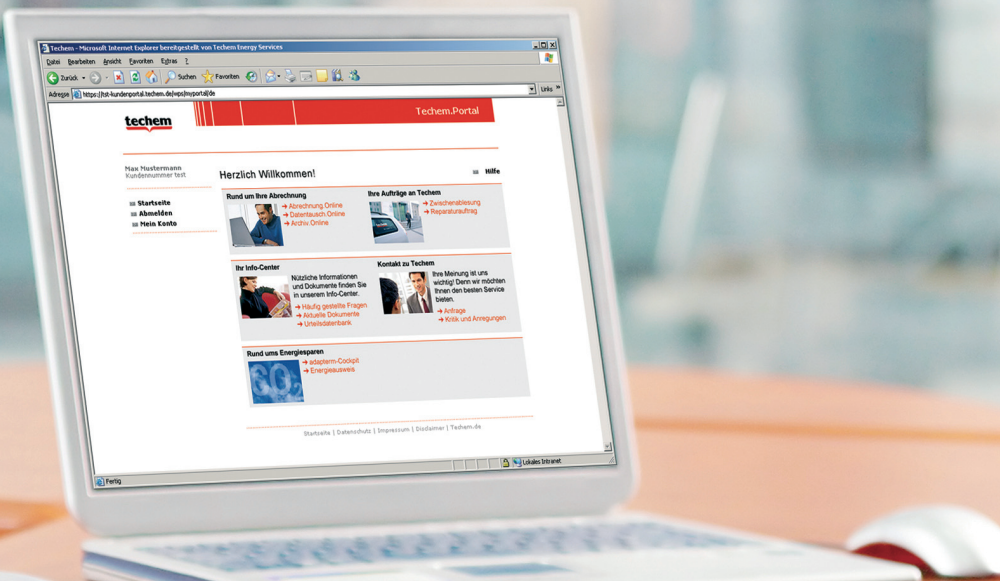 Techem - Microsoft Internet Explorer bereitgestellt von Techem Energy Services
Datei Bearbeiten Ansicht Favoriten Extras ?
Zurück Suchen Favoriten
Adresse https://tst-kundenportal.techem.de/wps/myportal/de Links »
techem
Techem.Portal
Max Mustermann
Kundennummer test
Startseite
Abmelden
Mein Konto
Herzlich Willkommen!
Hilfe
Rund um Ihre Abrechnung
Abrechnung.Online
Datentausch.Online
Archiv.Online
Ihre Aufträge an Techem
Zwischenablesung
Reparaturauftrag
Ihr Info-Center
Nützliche Informationen
und Dokumente finden Sie
in unserem Info-Center.
Häufig gestellte Fragen
Aktuelle Dokumente
Urteilsdatenbank
Kontakt zu Techem
Ihre Meinung ist uns
wichtig! Denn wir möchten
Ihnen den besten Service
bieten.
Anfrage
Kritik und Anregungen
Rund ums Energiesparen
CO2
adapterm-Cockpit
Energieausweis
Startseite | Datenschutz | Impressum | Disclaimer | Techem.de
Fertig
Lokales Intranet